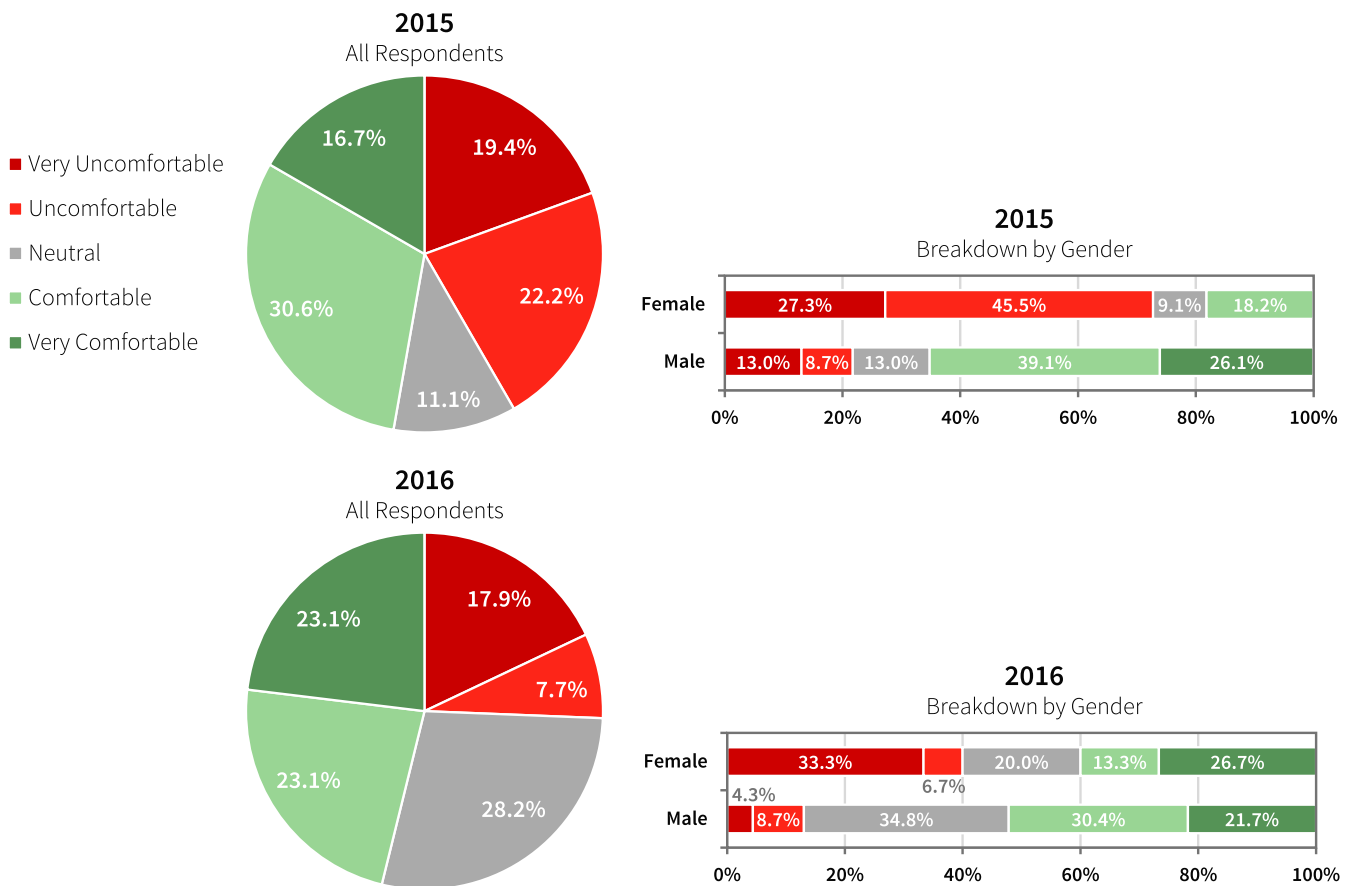 2015
All Respondents
Very Uncomfortable
Uncomfortable
Neutral
Comfortable
Very Comfortable
16.7%
19.4%
30.6%
22.2%
11.1%
2015
Breakdown by Gender
Female
27.3% 45.5% 9.1% 18.2%
Male
13.0% 8.7% 13.0% 39.1% 26.1%
0% 20% 40% 60% 80% 100%
2016
All Respondents
23.1%
17.9%
7.7%
23.1%
28.2%
2016
Breakdown by Gender
Female
33.3% 6.7% 20.0% 13.3% 26.7%
Male
4.3% 8.7% 34.8% 30.4% 21.7%
0% 20% 40% 60% 80% 100%